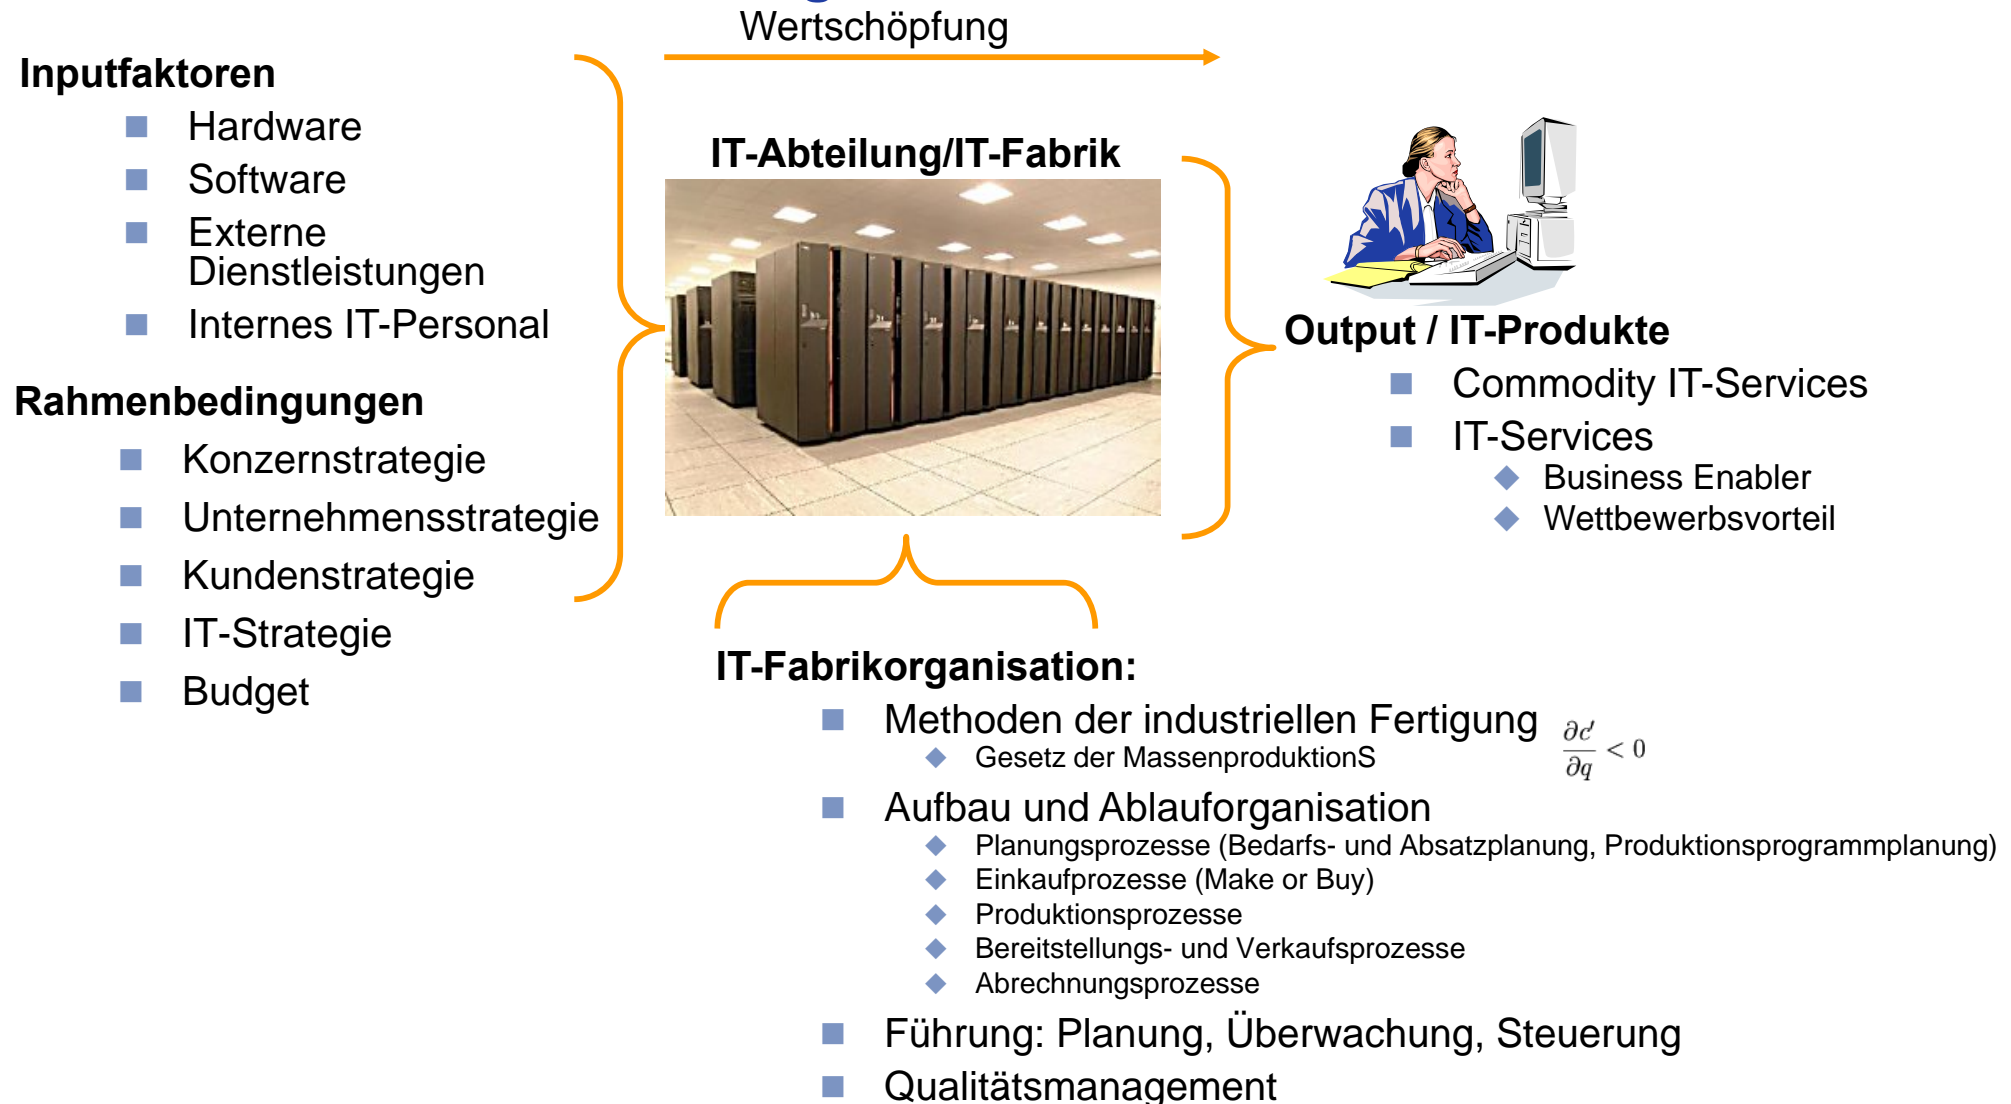 Wertschöpfung
Inputfaktoren
Hardware
Software
Externe
Dienstleistungen
Internes IT-Personal
Rahmenbedingungen
Konzernstrategie
Unternehmensstrategie
Kundenstrategie
IT-Strategie
Budget
IT-Abteilung/IT-Fabrik
Output / IT-Produkte
Commodity IT-Services
IT-Services
Business Enabler
Wettbewerbsvorteil
IT-Fabrikorganisation:
Methoden der industriellen Fertigung
Gesetz der MassenproduktionS
∂c′/∂q < 0
Aufbau und Ablauforganisation
Planungsprozesse (Bedarfs- und Absatzplanung, Produktionsprogrammplanung)
Einkaufprozesse (Make or Buy)
Produktionsprozesse
Bereitstellungs- und Verkaufsprozesse
Abrechnungsprozesse
Führung: Planung, Überwachung, Steuerung
Qualitätsmanagement